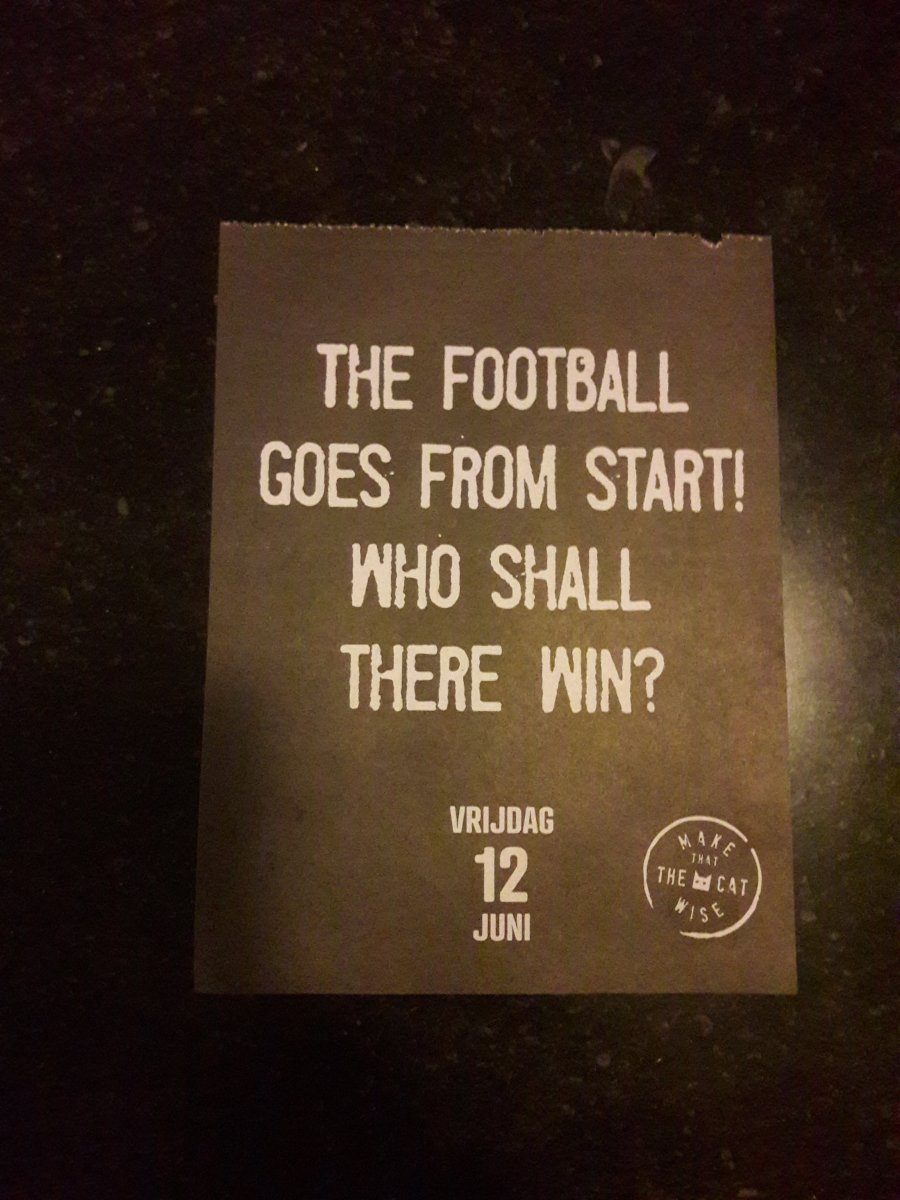 THE FOOTBALL
GOES FROM START!
WHO SHALL
THERE WIN?
VRIJDAG
12
JUNI
MAKE
THAT
THE CAT
WISE